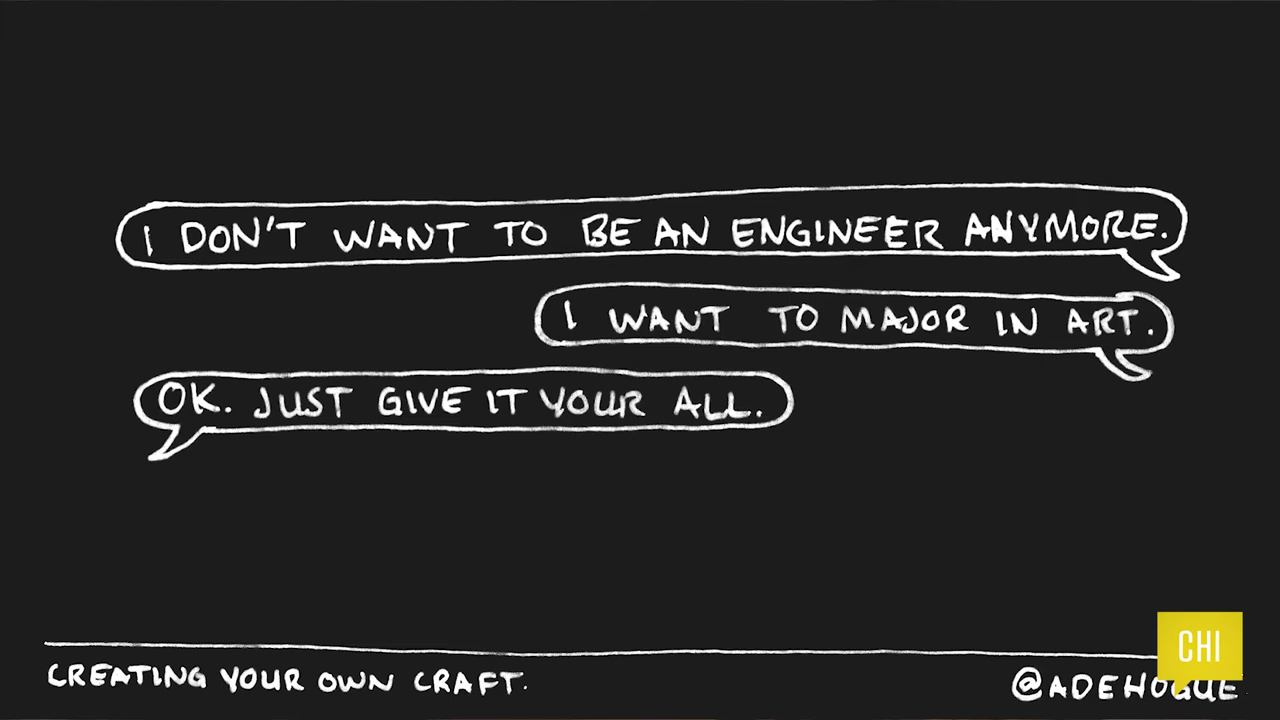 I DON'T WANT TO BE AN ENGINEER ANYMORE.
I WANT TO MAJOR IN ART.
OK. JUST GIVE IT YOUR ALL.
CHI
CREATING YOUR OWN CRAFT.
@ADEHOGUE